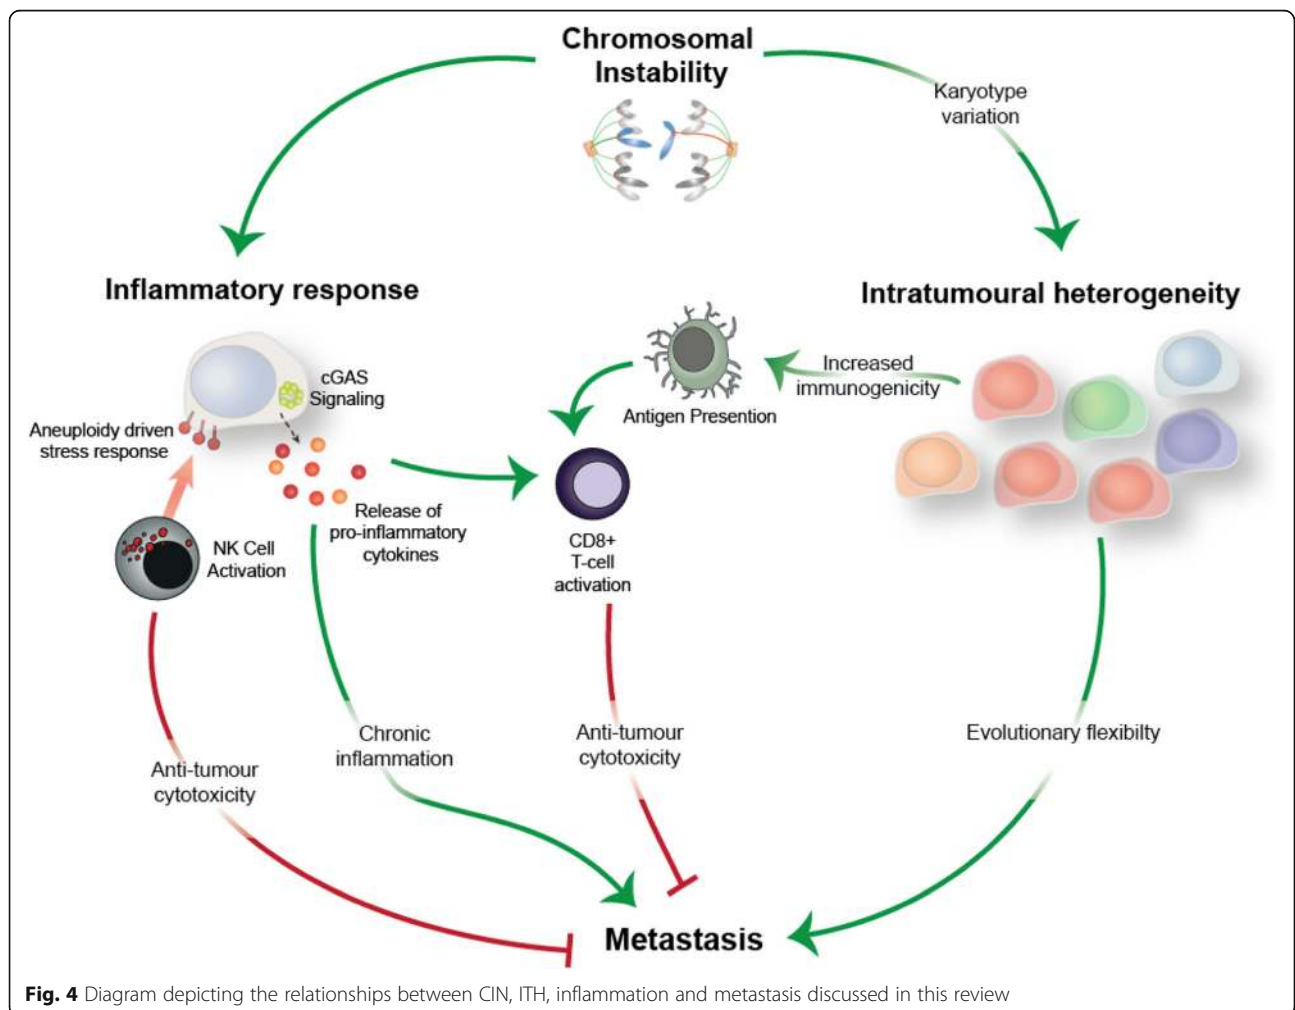 Chromosomal
Instability
Karyotype
variation
Inflammatory response
Intratumoural heterogeneity
cGAS
Signaling
Increased
immunogenicity
Antigen Presention
Aneuploidy driven
stress response
Release of
pro-inflammatory
cytokines
NK Cell
Activation
CD8+
T-cell
activation
Chronic
inflammation
Anti-tumour
cytotoxicity
Evolutionary flexibilty
Anti-tumour
cytotoxicity
Metastasis
Fig. 4 Diagram depicting the relationships between CIN, ITH, inflammation and metastasis discussed in this review